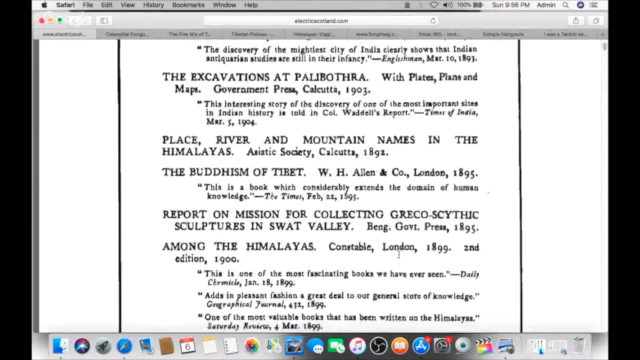 Safari File Edit View History Bookmarks Window Help
100% Fri 9:56 PM Admin
electricscotland.com
electricscotland.com
"The discovery of the mightiest city of India clearly shows that Indian
antiquarian studies are still in their infancy."—Englishman, Mar. 10, 1893.
THE EXCAVATIONS AT PALIBOTHRA. With Plates, Plans and
Maps. Government Press, Calcutta, 1903.
"This interesting story of the discovery of one of the most important sites
in Indian history is told in Col. Waddell's Report."—Times of India,
Mar. 5, 1904.
PLACE, RIVER AND MOUNTAIN NAMES IN THE
HIMALAYAS. Asiatic Society, Calcutta, 1892.
THE BUDDHISM OF TIBET. W. H. Allen & Co., London, 1895.
"This is a book which considerably extends the domain of human
knowledge."—The Times, Feb, 22, 1895.
REPORT ON MISSION FOR COLLECTING GRECO-SCYTHIC
SCULPTURES IN SWAT VALLEY. Beng. Govt. Press, 1895.
AMONG THE HIMALAYAS. Constable, London, 1899. 2nd
edition, 1900.
"This is one of the most fascinating books we have ever seen."—Daily
Chronicle, Jan. 18, 1899.
"Adds in pleasant fashion a great deal to our general store of knowledge."
Geographical Journal, 412, 1899.
"One of the most valuable books that has been written on the Himalayas."
Saturday Review, 4 Mar. 1899.